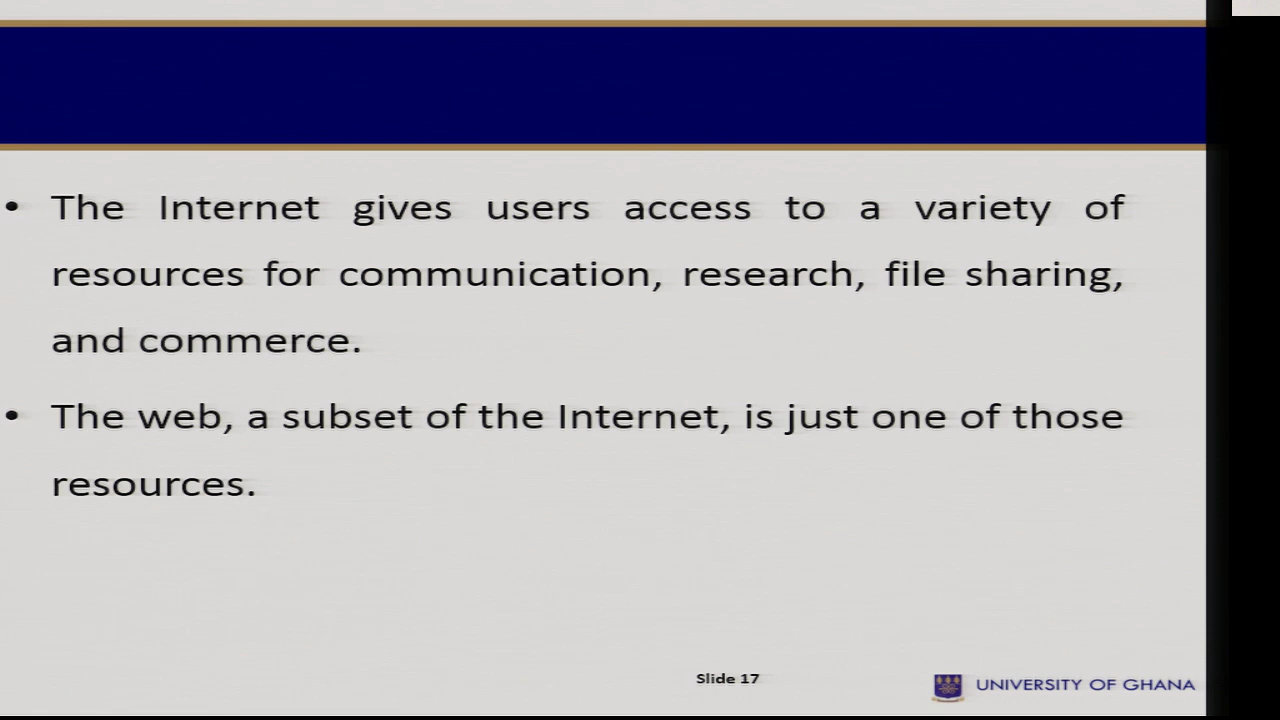 • The Internet gives users access to a variety of
resources for communication, research, file sharing,
and commerce.
• The web, a subset of the Internet, is just one of those
resources.
Slide 17
UNIVERSITY OF GHANA